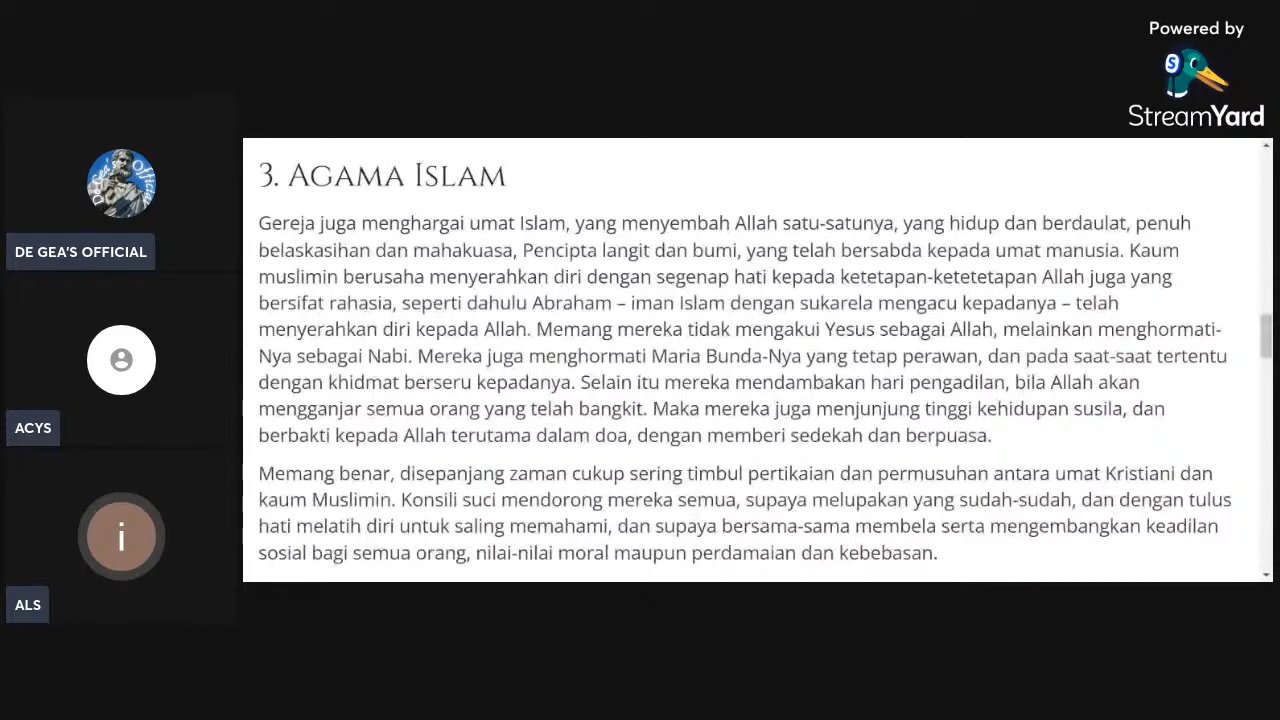 Powered by
StreamYard
De Gea's Official
DE GEA'S OFFICIAL
ACYS
i
ALS
3. AGAMA ISLAM
Gereja juga menghargai umat Islam, yang menyembah Allah satu-satunya, yang hidup dan berdaulat, penuh
belaskasihan dan mahakuasa, Pencipta langit dan bumi, yang telah bersabda kepada umat manusia. Kaum
muslimin berusaha menyerahkan diri dengan segenap hati kepada ketetapan-ketetetapan Allah juga yang
bersifat rahasia, seperti dahulu Abraham – iman Islam dengan sukarela mengacu kepadanya – telah
menyerahkan diri kepada Allah. Memang mereka tidak mengakui Yesus sebagai Allah, melainkan menghormati-
Nya sebagai Nabi. Mereka juga menghormati Maria Bunda-Nya yang tetap perawan, dan pada saat-saat tertentu
dengan khidmat berseru kepadanya. Selain itu mereka mendambakan hari pengadilan, bila Allah akan
mengganjar semua orang yang telah bangkit. Maka mereka juga menjunjung tinggi kehidupan susila, dan
berbakti kepada Allah terutama dalam doa, dengan memberi sedekah dan berpuasa.
Memang benar, disepanjang zaman cukup sering timbul pertikaian dan permusuhan antara umat Kristiani dan
kaum Muslimin. Konsili suci mendorong mereka semua, supaya melupakan yang sudah-sudah, dan dengan tulus
hati melatih diri untuk saling memahami, dan supaya bersama-sama membela serta mengembangkan keadilan
sosial bagi semua orang, nilai-nilai moral maupun perdamaian dan kebebasan.